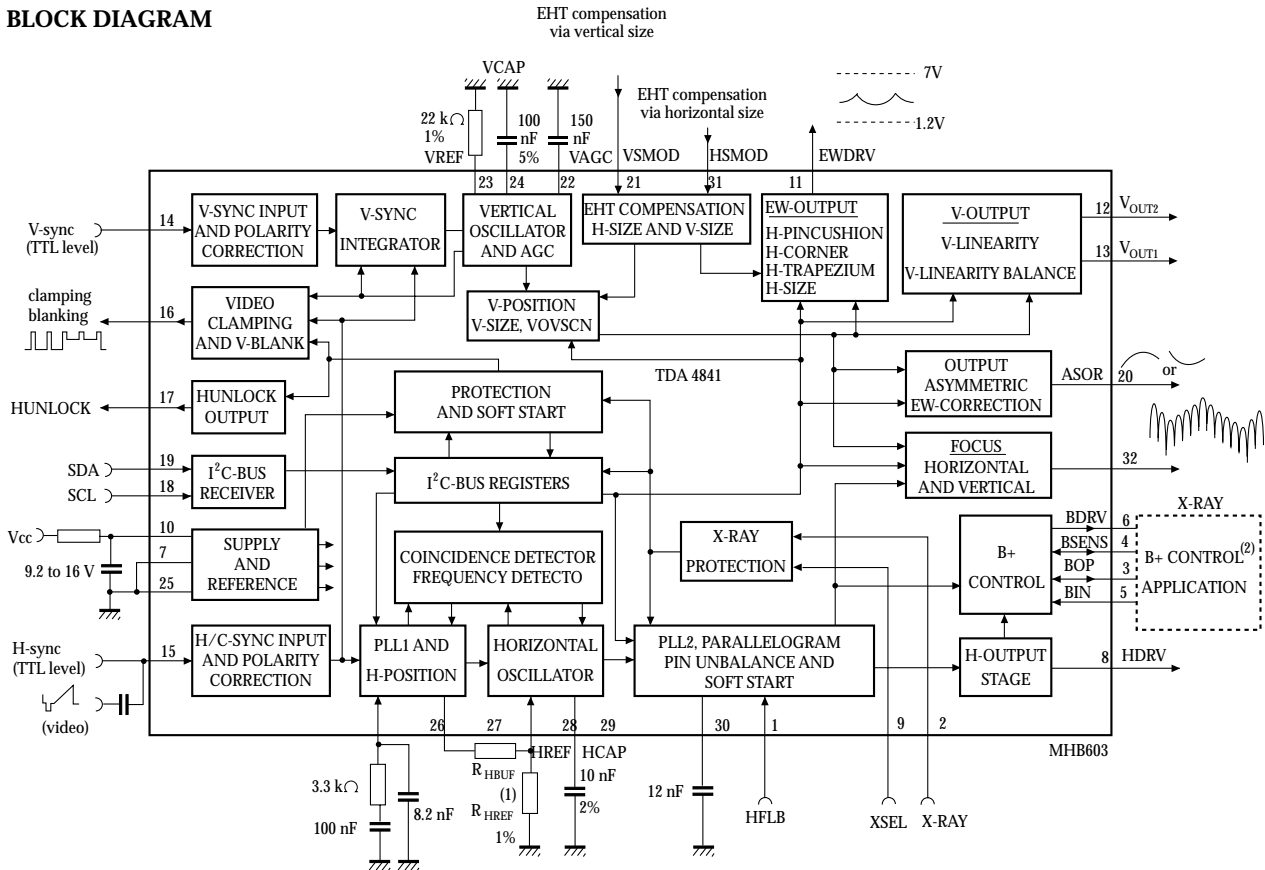 BLOCK DIAGRAM
EHT compensation
via vertical size
VCAP
EHT compensation
via horizontal size
7V
1.2V
22 kΩ
1%
VREF
100
nF
5%
150
nF
VAGC
VSMOD
HSMOD
EWDRV
23
24
22
21
31
11
V-sync
(TTL level)
14
V-SYNC INPUT
AND POLARITY
CORRECTION
V-SYNC
INTEGRATOR
VERTICAL
OSCILLATOR
AND AGC
EHT COMPENSATION
H-SIZE AND V-SIZE
EW-OUTPUT
H-PINCUSHION
H-CORNER
H-TRAPEZIUM
H-SIZE
V-OUTPUT
V-LINEARITY
V-LINEARITY BALANCE
12
VOUT2
13
VOUT1
clamping
blanking
16
VIDEO
CLAMPING
AND V-BLANK
V-POSITION
V-SIZE, VOVSCN
TDA 4841
OUTPUT
ASYMMETRIC
EW-CORRECTION
ASOR
20
or
HUNLOCK
17
HUNLOCK
OUTPUT
PROTECTION
AND SOFT START
FOCUS
HORIZONTAL
AND VERTICAL
32
SDA
19
SCL
18
I²C-BUS
RECEIVER
I²C-BUS REGISTERS
Vcc
10
7
9.2 to 16 V
25
SUPPLY
AND
REFERENCE
COINCIDENCE DETECTOR
FREQUENCY DETECTO
X-RAY
PROTECTION
B+
CONTROL
BDRV
6
BSENS
4
BOP
3
BIN
5
X-RAY
B+ CONTROL(2)
APPLICATION
H-sync
(TTL level)
15
(video)
H/C-SYNC INPUT
AND POLARITY
CORRECTION
PLL1 AND
H-POSITION
HORIZONTAL
OSCILLATOR
PLL2, PARALLELOGRAM
PIN UNBALANCE AND
SOFT START
H-OUTPUT
STAGE
8
HDRV
26
27
28
29
30
1
9
2
MHB603
HREF
HCAP
3.3 kΩ
100 nF
8.2 nF
RHBUF
(1)
RHREF
1%
10 nF
2%
12 nF
HFLB
XSEL
X-RAY